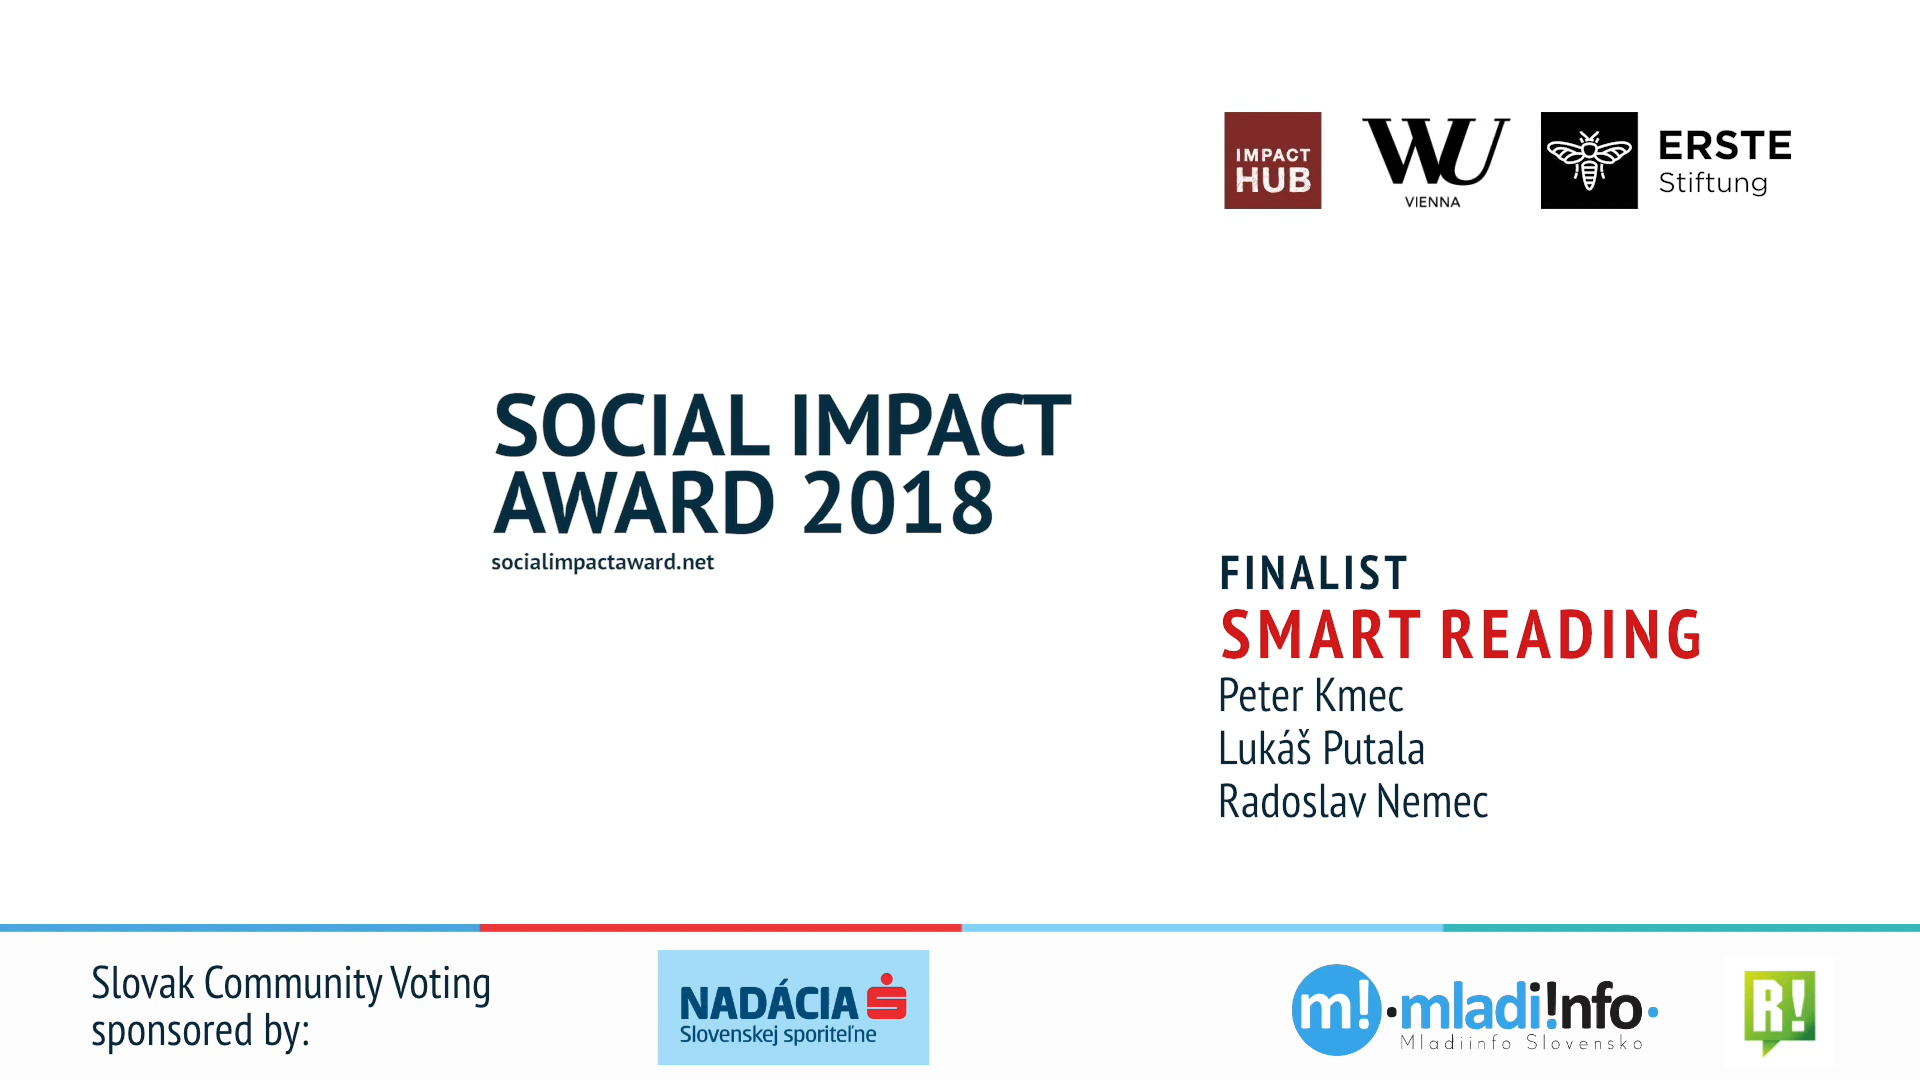 IMPACT
HUB
WU
VIENNA
ERSTE
Stiftung
SOCIAL IMPACT
AWARD 2018
socialimpactaward.net
FINALIST
SMART READING
Peter Kmec
Lukáš Putala
Radoslav Nemec
Slovak Community Voting
sponsored by:
NADÁCIA
Slovenskej sporiteľne
m!
mladi!nfo
Mladiinfo Slovensko
R!